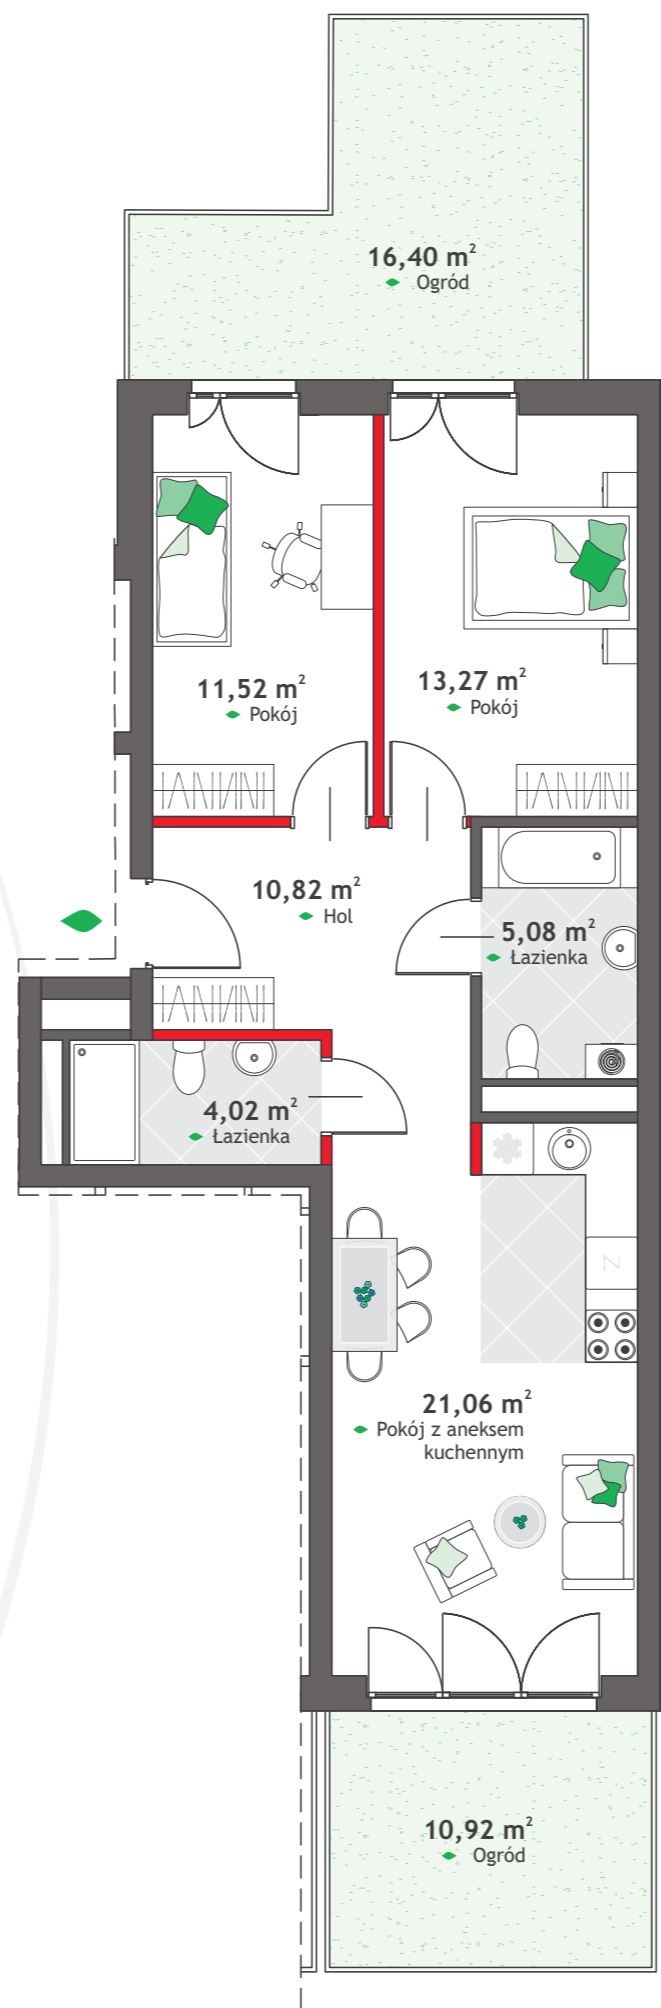 16,40 m²
Ogród
11,52 m²
Pokój
13,27 m²
Pokój
10,82 m²
Hol
5,08 m²
Łazienka
4,02 m²
Łazienka
Z
21,06 m²
Pokój z aneksem
kuchennym
10,92 m²
Ogród